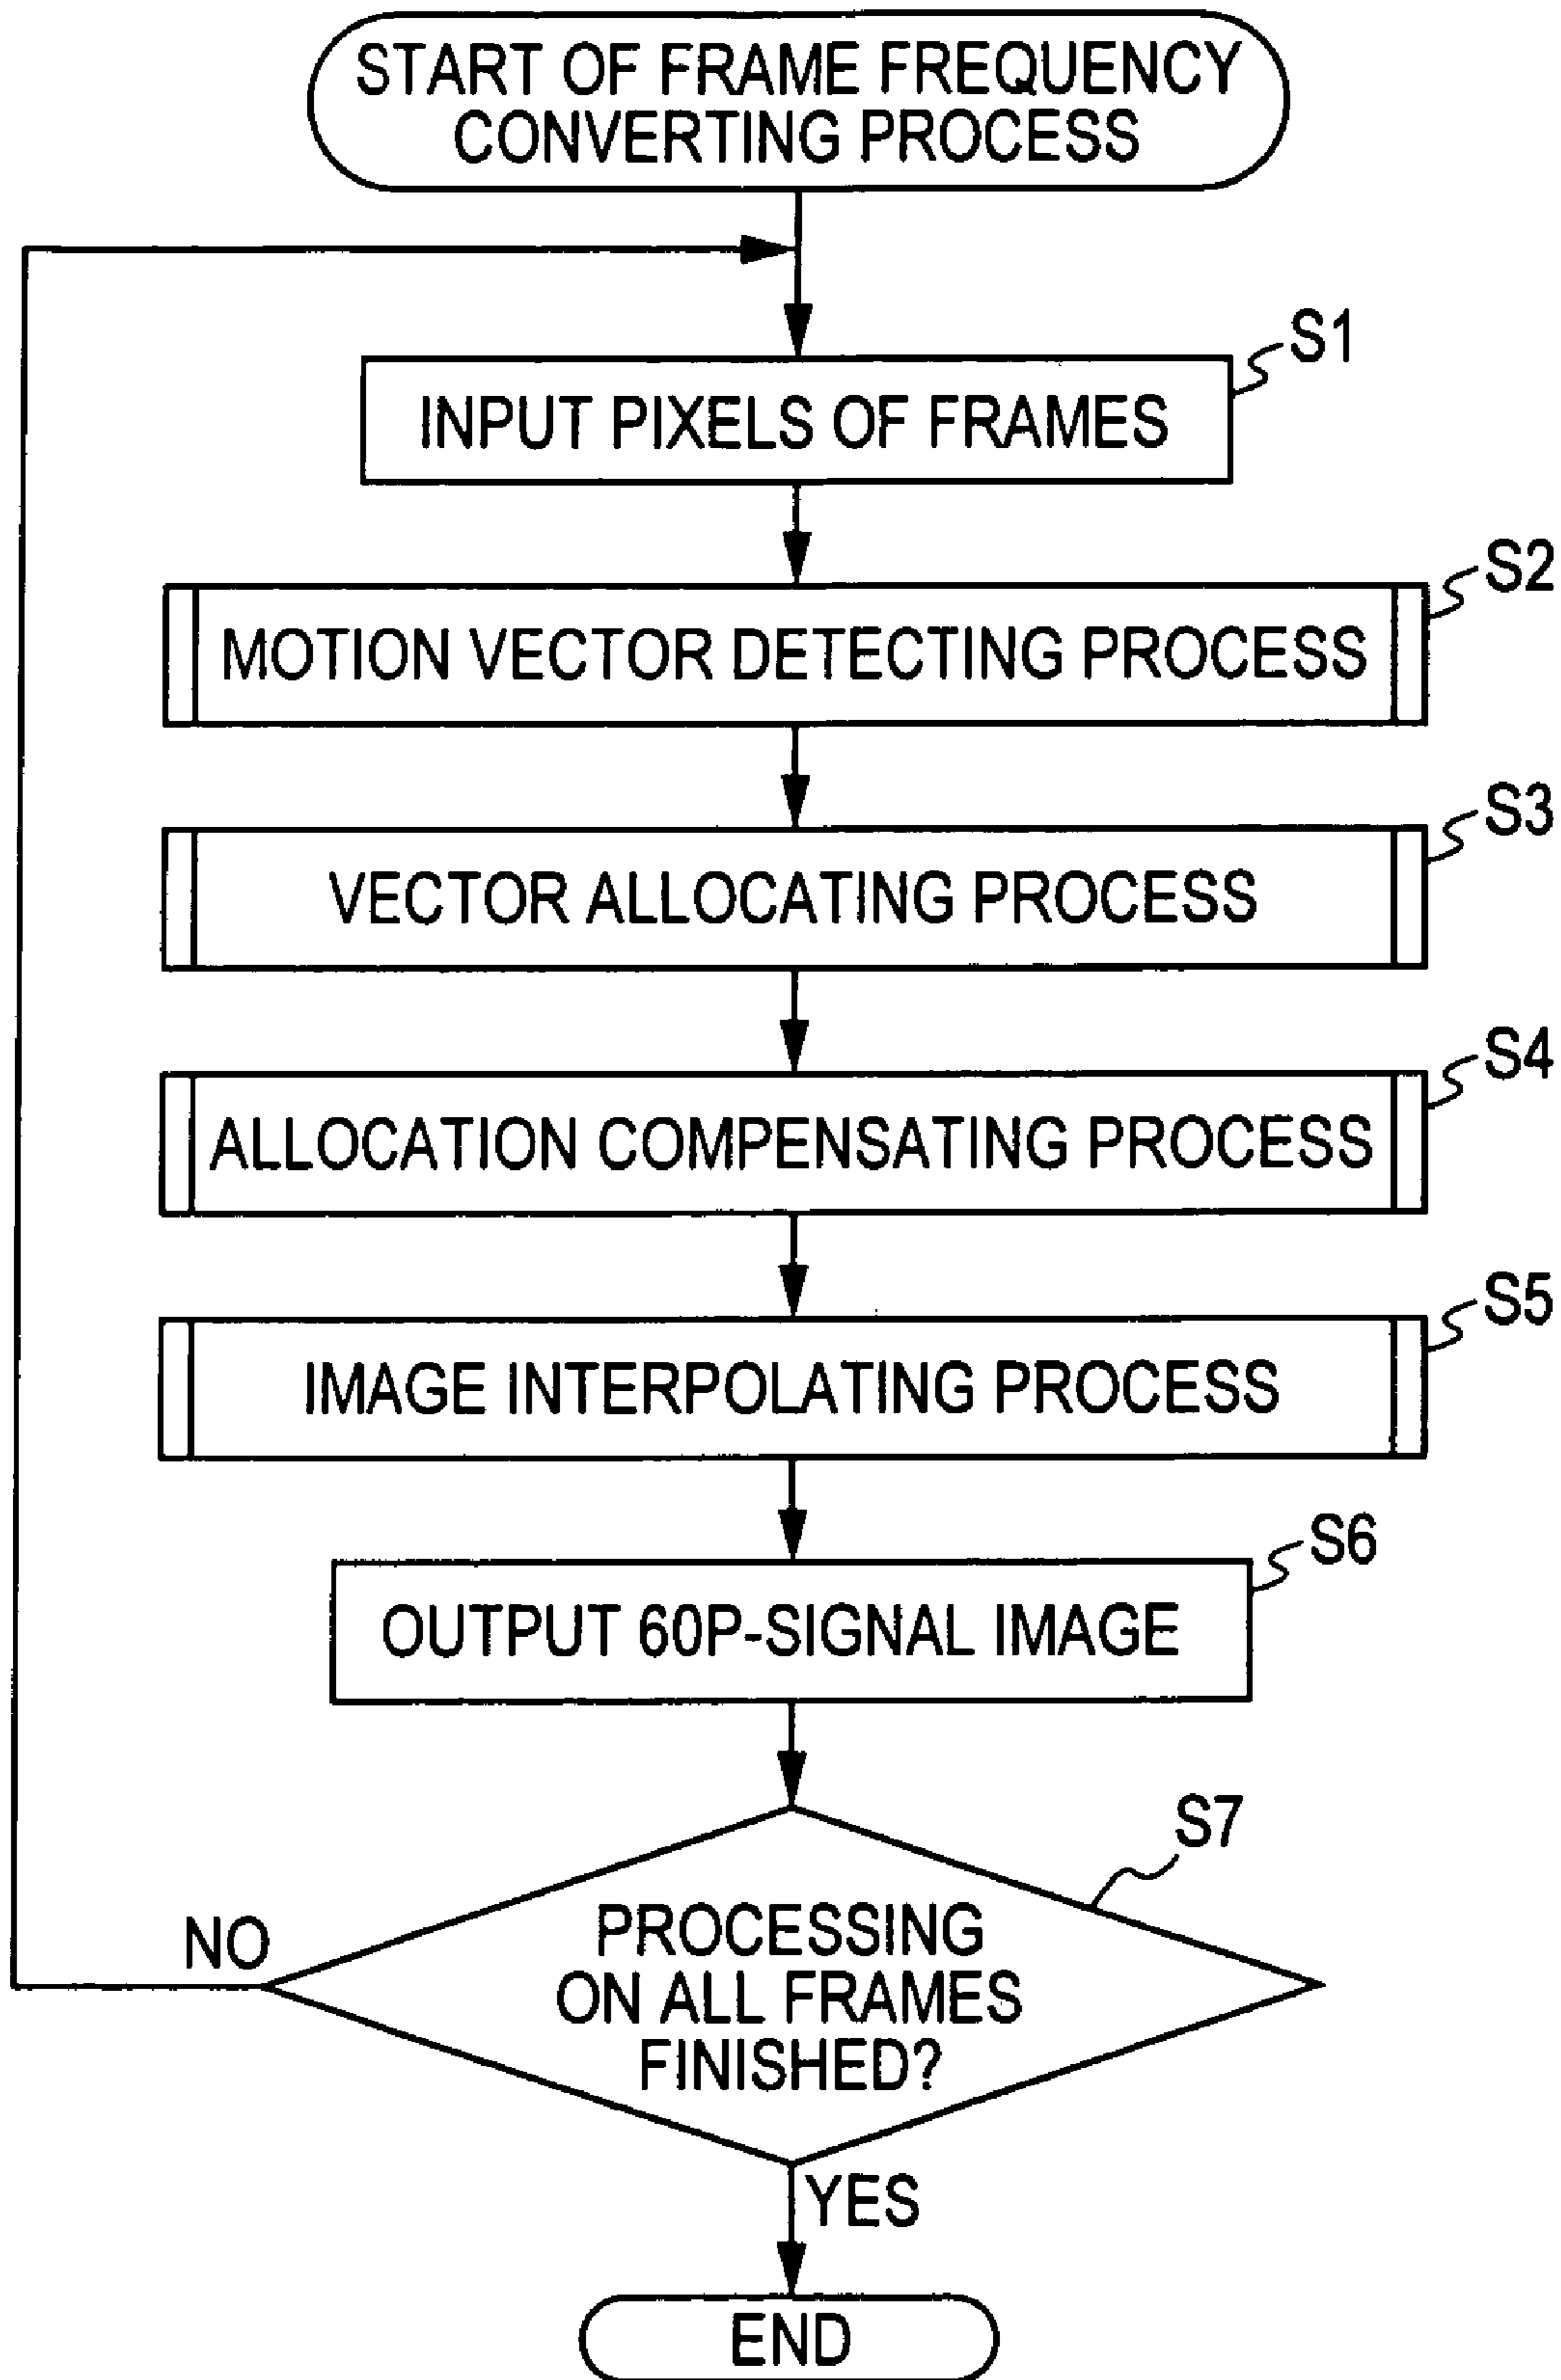 START OF FRAME FREQUENCY
CONVERTING PROCESS
S1
INPUT PIXELS OF FRAMES
S2
MOTION VECTOR DETECTING PROCESS
S3
VECTOR ALLOCATING PROCESS
S4
ALLOCATION COMPENSATING PROCESS
S5
IMAGE INTERPOLATING PROCESS
S6
OUTPUT 60P-SIGNAL IMAGE
S7
PROCESSING
ON ALL FRAMES
FINISHED?
NO
YES
END